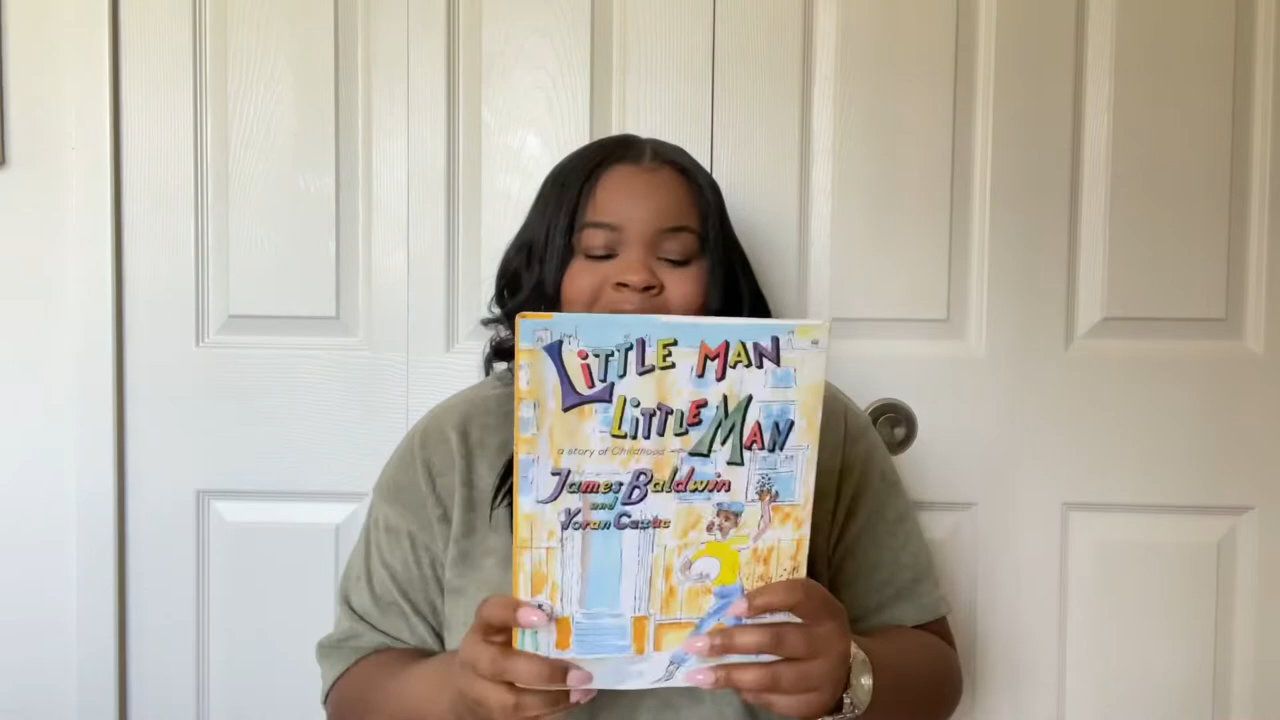 LiTTLE MAN
LiTTLE MAN
a story of Childhood
James Baldwin
and
Yoran Cazac